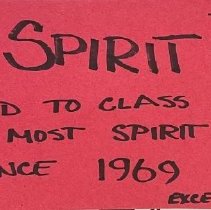 SPIRIT
D TO CLASS
MOST SPIRIT
NCE 1969
EXCE